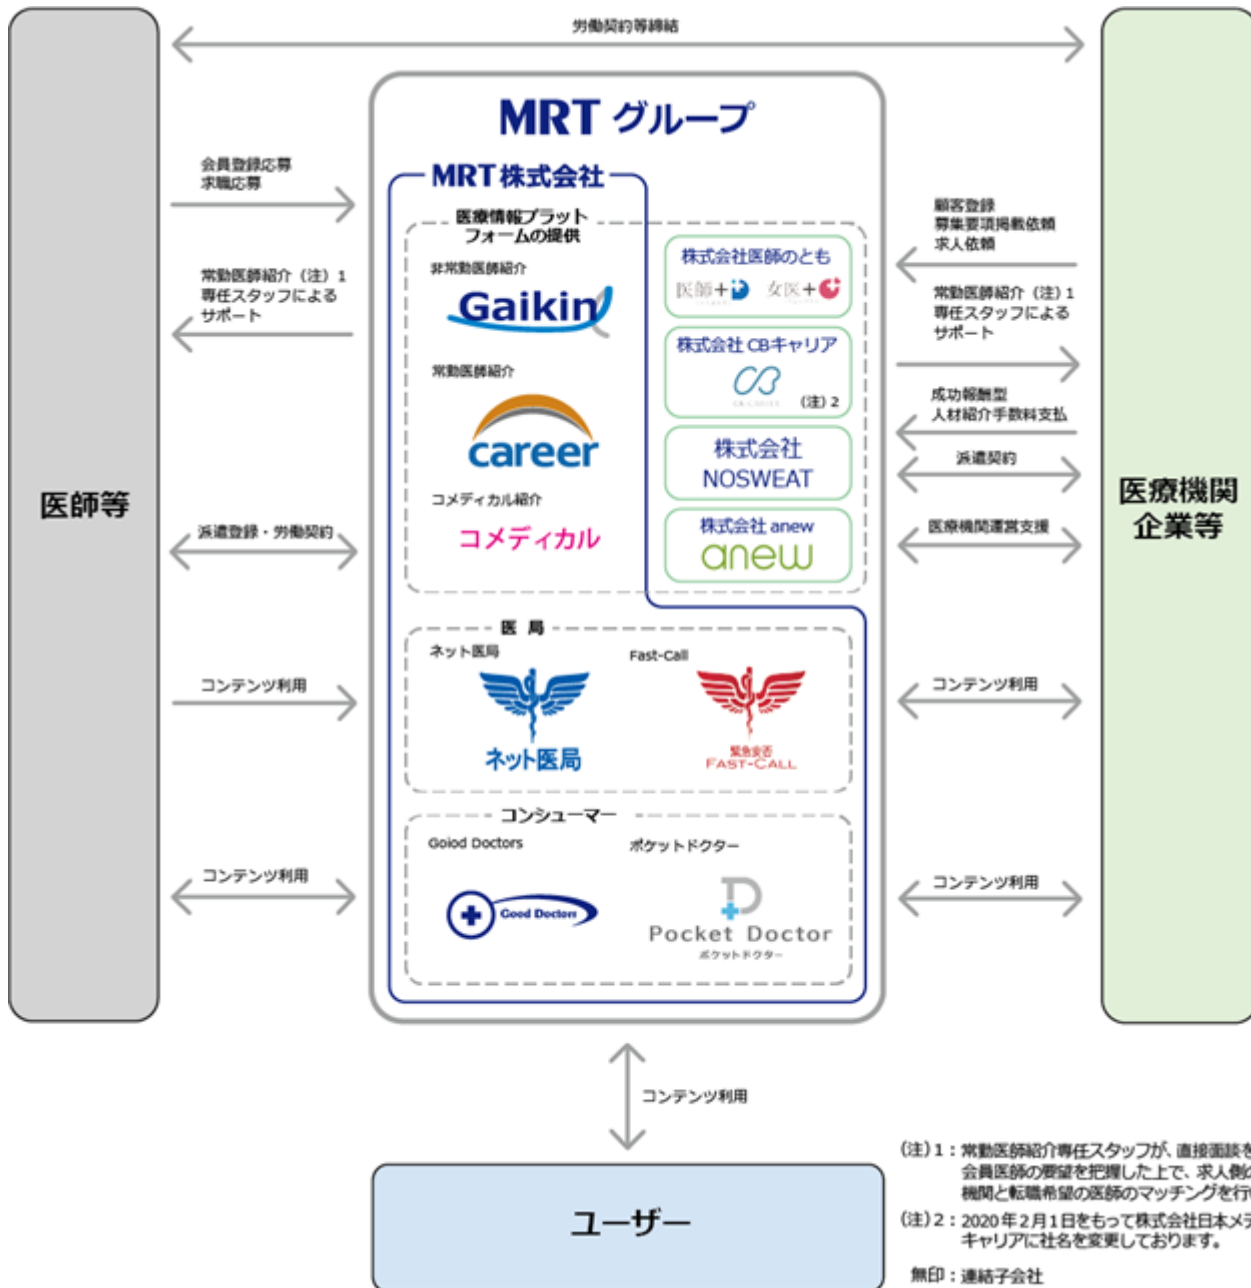 労働契約等締結
MRT グループ
MRT 株式会社
会員登録応募
求職応募
常勤医師紹介（注）1
専任スタッフによる
サポート
医師等
派遣登録・労働契約
コンテンツ利用
コンテンツ利用
医療情報プラット
フォームの提供
非常勤医師紹介
Gaikin
常勤医師紹介
career
コメディカル紹介
コメディカル
株式会社医師のとも
医師+ 女医+
株式会社 CBキャリア
（注）2
株式会社
NOSWEAT
株式会社 anew
anew
医 局
ネット医局
ネット医局
Fast-Call
緊急安否
FAST-CALL
コンシューマー
Goiod Doctors
Good Doctors
ポケットドクター
Pocket Doctor
ポケットドクター
顧客登録
募集要項掲載依頼
求人依頼
常勤医師紹介（注）1
専任スタッフによる
サポート
成功報酬型
人材紹介手数料支払
派遣契約
医療機関運営支援
コンテンツ利用
コンテンツ利用
医療機関
企業等
コンテンツ利用
ユーザー
（注）1：常勤医師紹介専任スタッフが、直接面談を
会員医師の要望を把握した上で、求人側の
機関と転職希望の医師のマッチングを行
（注）2：2020年2月1日をもって株式会社日本メデ
キャリアに社名を変更しております。
無印：連結子会社